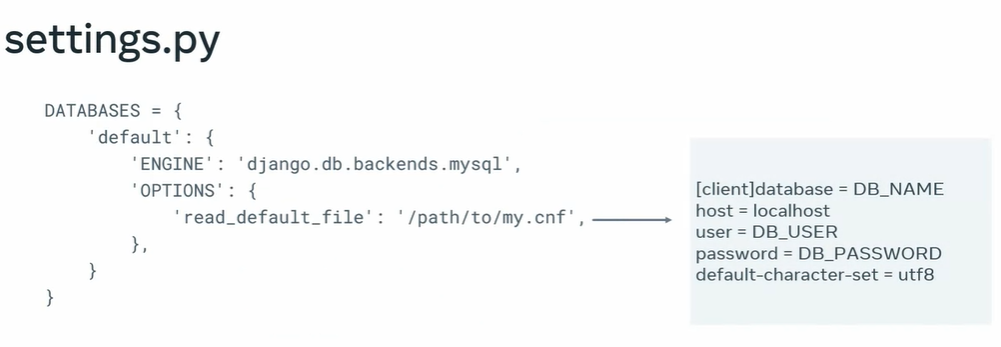 settings.py
DATABASES = {
'default': {
'ENGINE': 'django.db.backends.mysql',
'OPTIONS': {
'read_default_file': '/path/to/my.cnf',
},
}
}
[client]database = DB_NAME
host = localhost
user = DB_USER
password = DB_PASSWORD
default-character-set = utf8